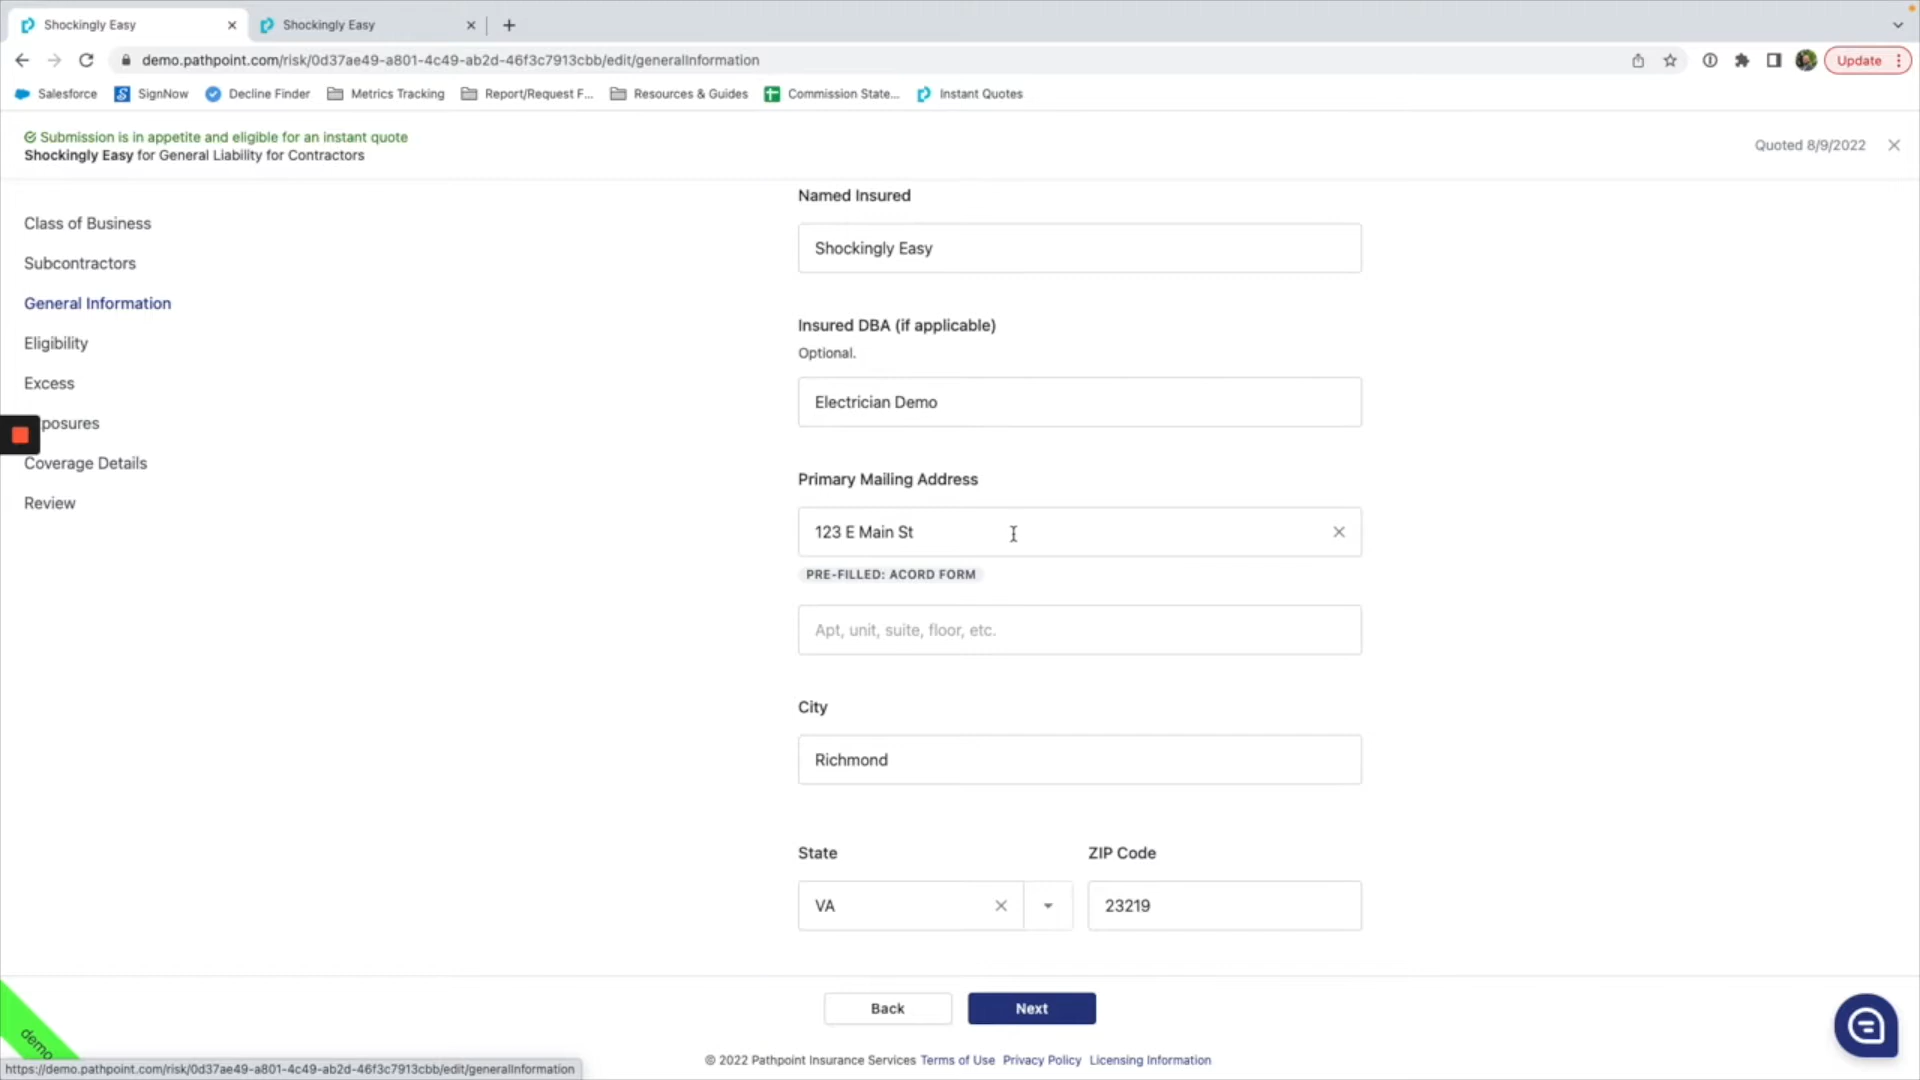 Shockingly Easy
Shockingly Easy
demo.pathpoint.com/risk/0d37ae49-a801-4c49-ab2d-46f3c7913cbb/edit/generalInformation
Update
Salesforce
SignNow
Decline Finder
Metrics Tracking
Report/Request F...
Resources & Guides
Commission State...
Instant Quotes
Submission is in appetite and eligible for an instant quote
Shockingly Easy for General Liability for Contractors
Quoted 8/9/2022
Class of Business
Subcontractors
General Information
Eligibility
Excess
posures
Coverage Details
Review
Named Insured
Shockingly Easy
Insured DBA (if applicable)
Optional.
Electrician Demo
Primary Mailing Address
123 E Main St
PRE-FILLED: ACORD FORM
Apt, unit, suite, floor, etc.
City
Richmond
State
ZIP Code
VA
23219
Back
Next
© 2022 Pathpoint Insurance Services Terms of Use Privacy Policy Licensing Information
demo
https://demo.pathpoint.com/risk/0d37ae49-a801-4c49-ab2d-46f3c7913cbb/edit/generalInformation